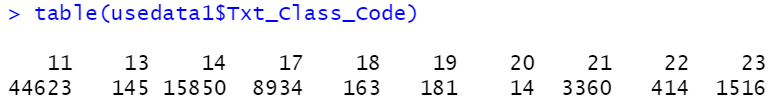 > table(usedata1$Txt_Class_Code)
11 13 14 17 18 19 20 21 22 23
44623 145 15850 8934 163 181 14 3360 414 1516